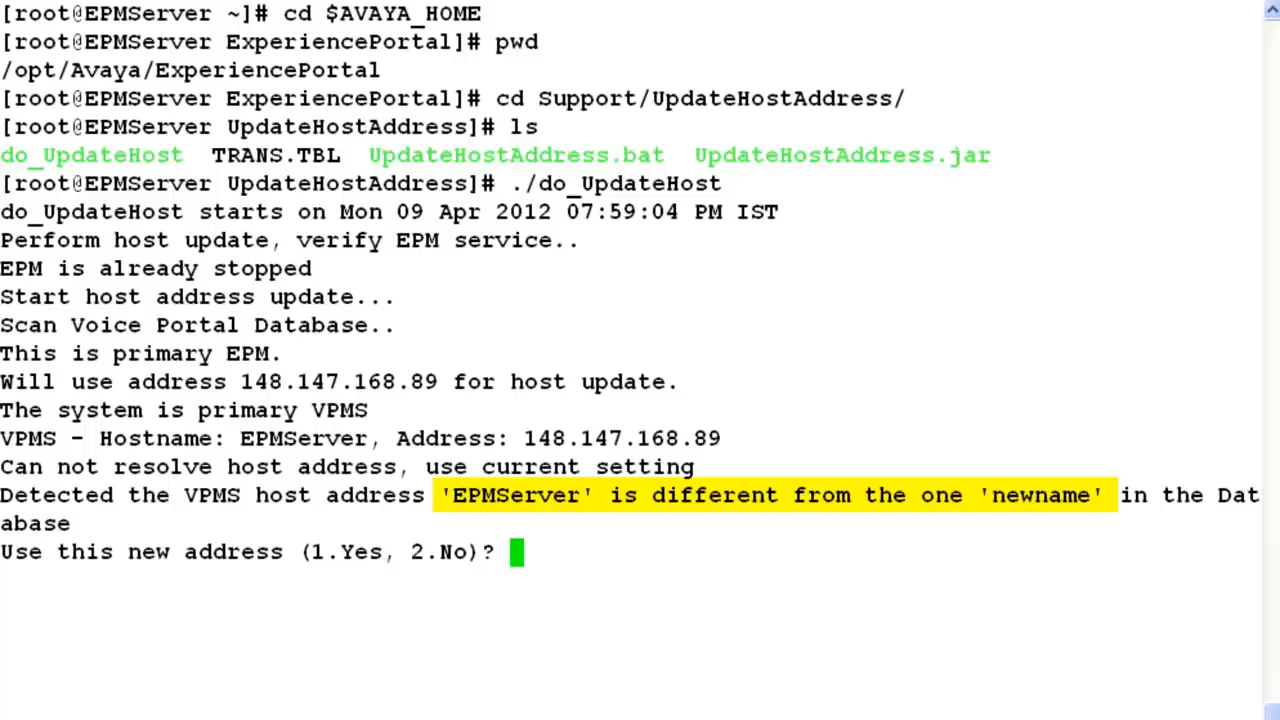 [root@EPMServer ~]# cd $AVAYA_HOME
[root@EPMServer ExperiencePortal]# pwd
/opt/Avaya/ExperiencePortal
[root@EPMServer ExperiencePortal]# cd Support/UpdateHostAddress/
[root@EPMServer UpdateHostAddress]# ls
do_UpdateHost  TRANS.TBL  UpdateHostAddress.bat  UpdateHostAddress.jar
[root@EPMServer UpdateHostAddress]# ./do_UpdateHost
do_UpdateHost starts on Mon 09 Apr 2012 07:59:04 PM IST
Perform host update, verify EPM service..
EPM is already stopped
Start host address update...
Scan Voice Portal Database..
This is primary EPM.
Will use address 148.147.168.89 for host update.
The system is primary VPMS
VPMS - Hostname: EPMServer, Address: 148.147.168.89
Can not resolve host address, use current setting
Detected the VPMS host address 'EPMServer' is different from the one 'newname' in the Dat
abase
Use this new address (1.Yes, 2.No)?